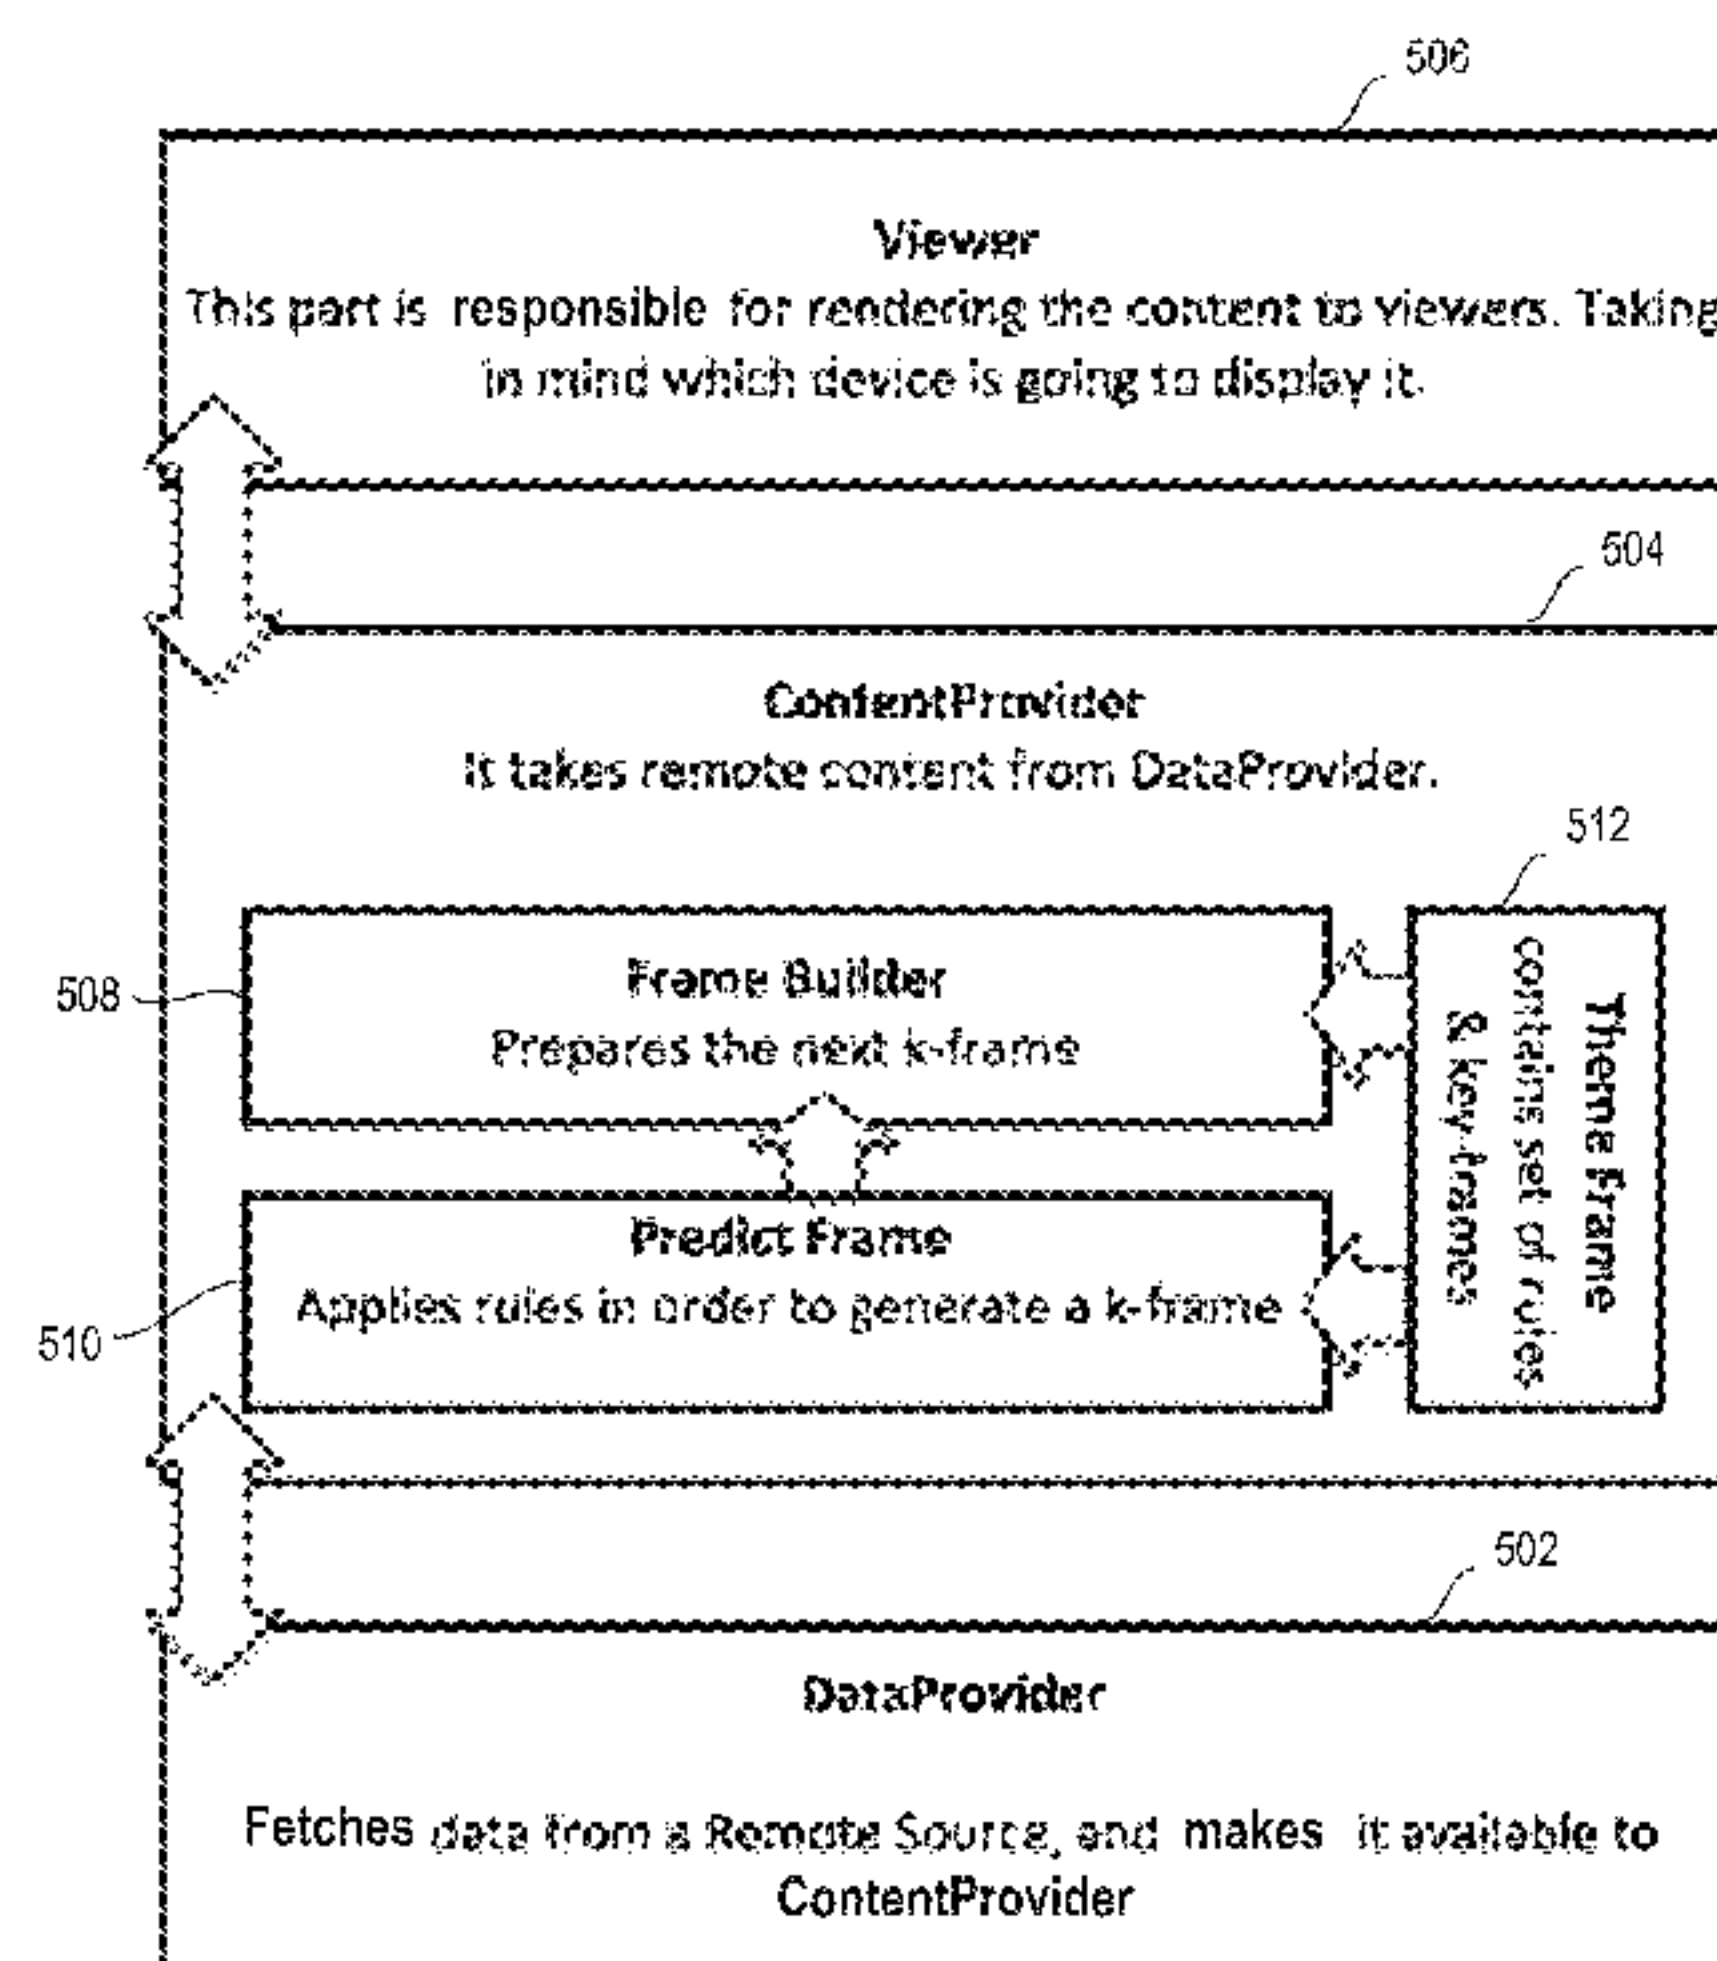 506
Viewer
This part is responsible for rendering the content to viewers. Taking
in mind which device is going to display it.
504
ContentProvider
It takes remote content from DataProvider.
512
508
Frame Builder
Prepares the next k-frame
Theme Frame
contains set of rules
& key-frames
Predict Frame
Applies rules in order to generate a k-frame
510
502
DataProvider
Fetches data from a Remote Source, and makes it available to
ContentProvider